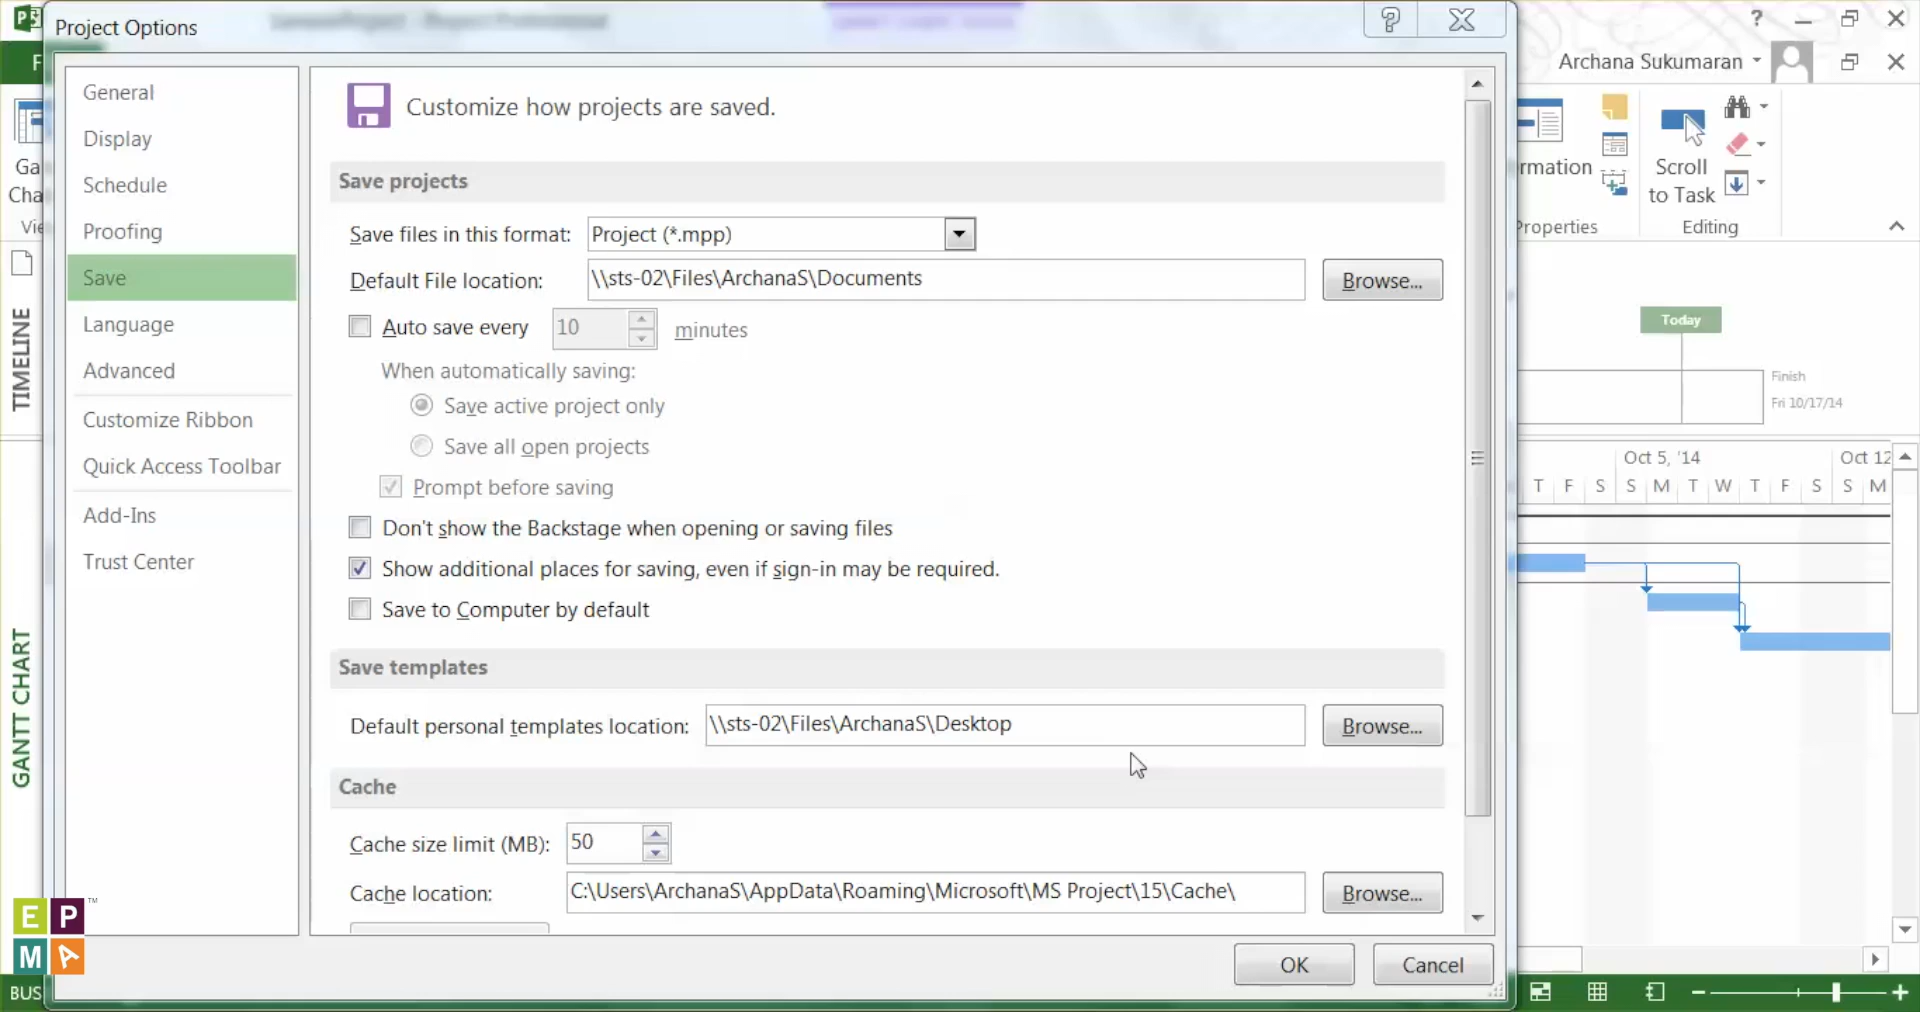 Project Options
General
Display
Schedule
Proofing
Save
Language
Advanced
Customize Ribbon
Quick Access Toolbar
Add-Ins
Trust Center
Customize how projects are saved.
Save projects
Save files in this format: Project (*.mpp)
Default File location: \\sts-02\Files\ArchanaS\Documents Browse...
Auto save every 10 minutes
When automatically saving:
Save active project only
Save all open projects
Prompt before saving
Don't show the Backstage when opening or saving files
Show additional places for saving, even if sign-in may be required.
Save to Computer by default
Save templates
Default personal templates location: \\sts-02\Files\ArchanaS\Desktop Browse...
Cache
Cache size limit (MB): 50
Cache location: C:\Users\ArchanaS\AppData\Roaming\Microsoft\MS Project\15\Cache\ Browse...
OK Cancel
Archana Sukumaran
F
Ga
Cha
Vie
rmation
Properties
Scroll
to Task
Editing
TIMELINE
Today
Finish
Fri 10/17/14
GANTT CHART
Oct 5, '14 Oct 12
T F S S M T W T F S S M
E P
M A
TM
BUS